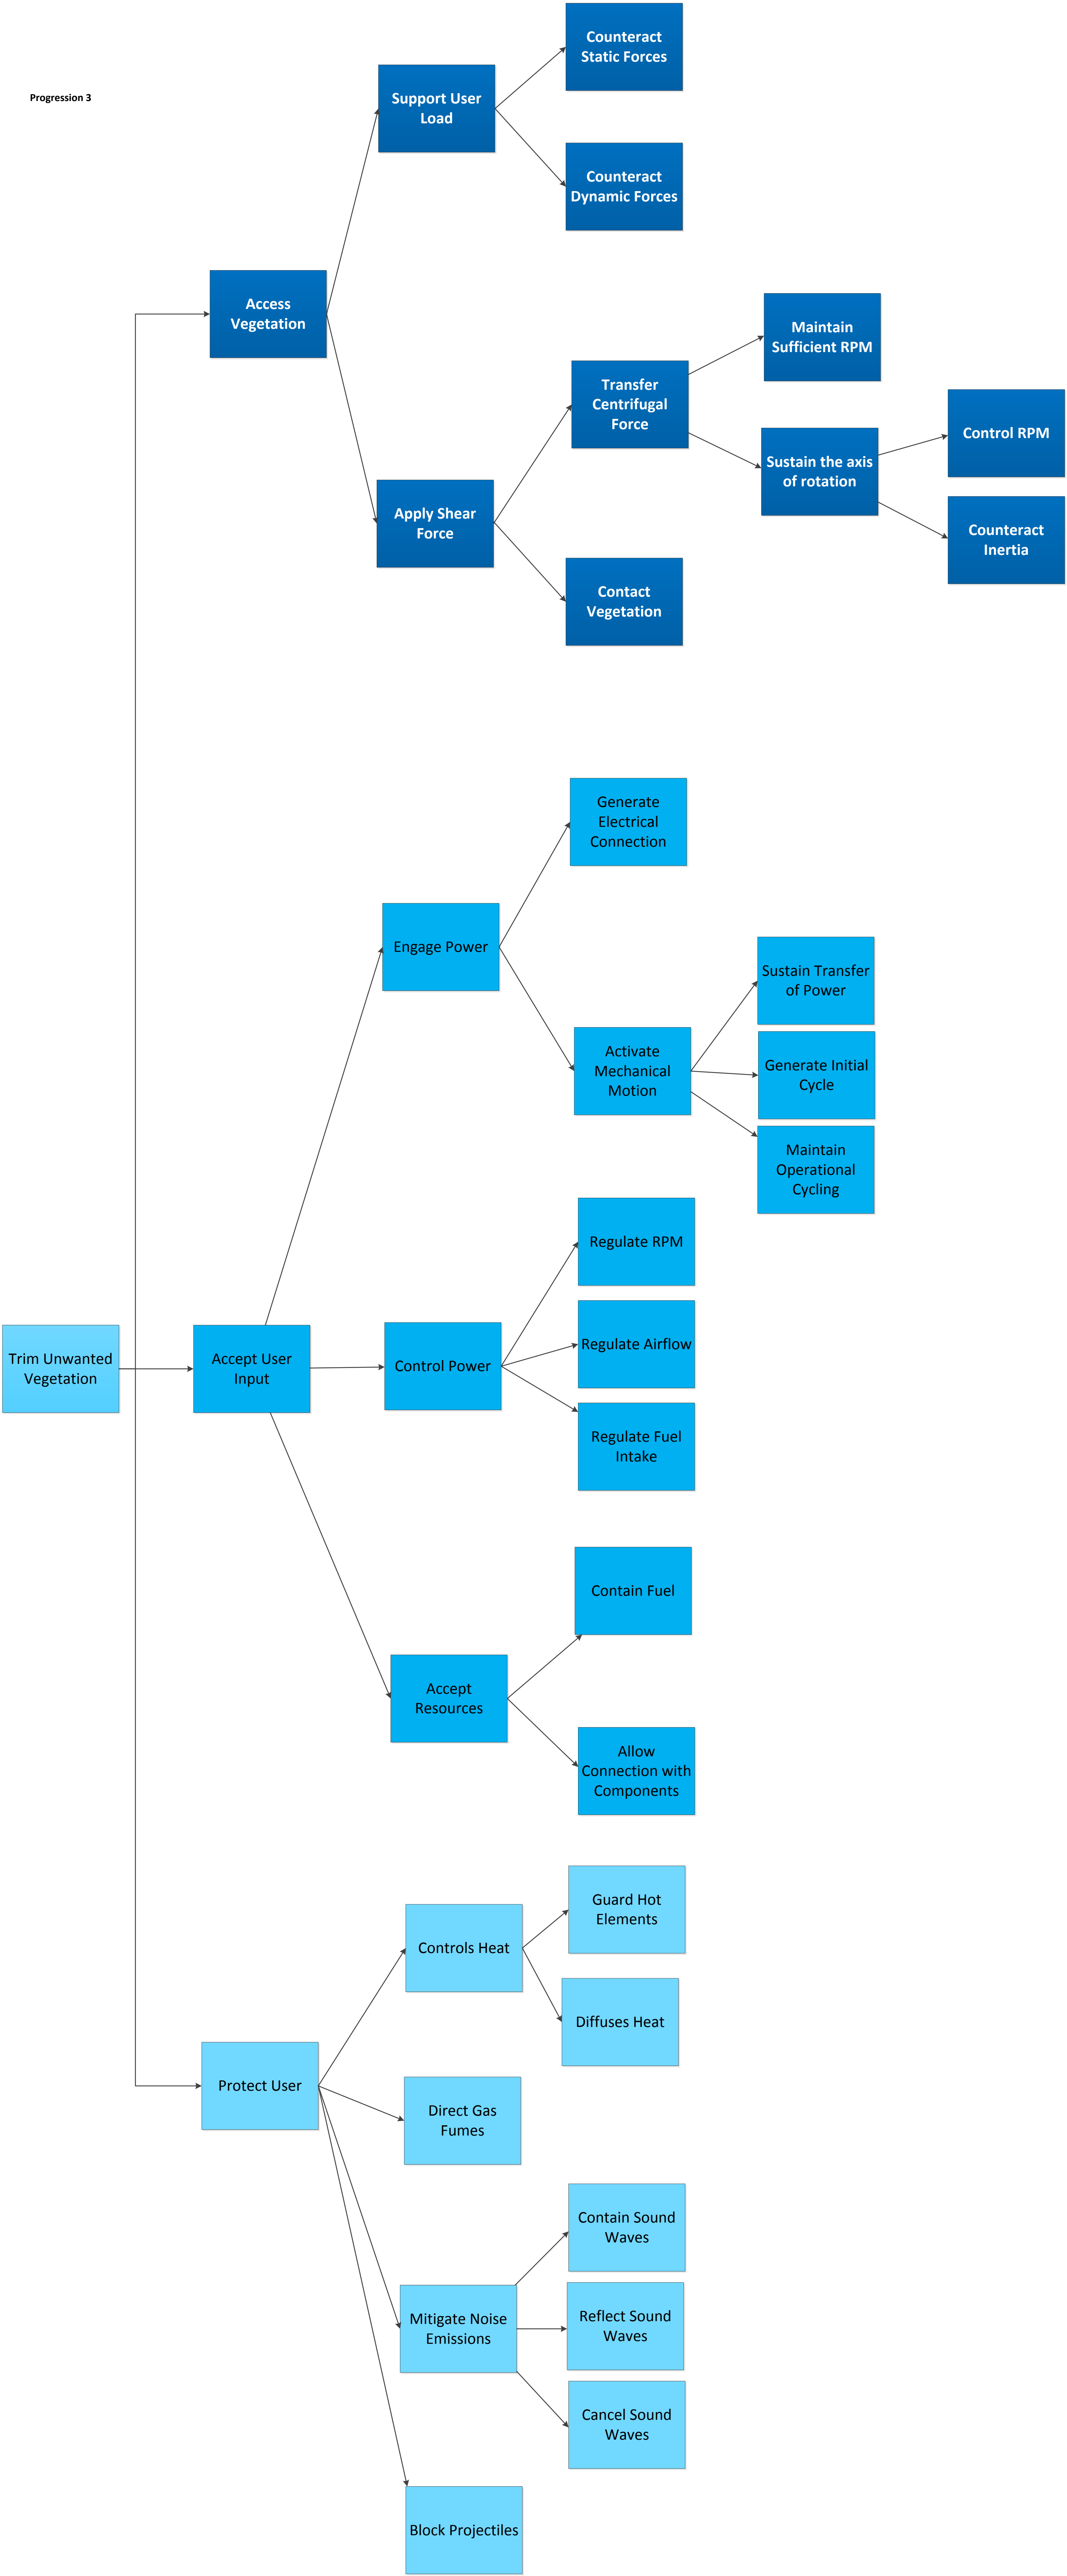 Progression 3
Counteract
Static Forces
Support User
Load
Counteract
Dynamic Forces
Access
Vegetation
Maintain
Sufficient RPM
Transfer
Centrifugal
Force
Control RPM
Sustain the axis
of rotation
Apply Shear
Force
Counteract
Inertia
Contact
Vegetation
Generate
Electrical
Connection
Engage Power
Sustain Transfer
of Power
Activate
Mechanical
Motion
Generate Initial
Cycle
Maintain
Operational
Cycling
Regulate RPM
Trim Unwanted
Vegetation
Accept User
Input
Control Power
Regulate Airflow
Regulate Fuel
Intake
Contain Fuel
Accept
Resources
Allow
Connection with
Components
Guard Hot
Elements
Controls Heat
Diffuses Heat
Protect User
Direct Gas
Fumes
Contain Sound
Waves
Mitigate Noise
Emissions
Reflect Sound
Waves
Cancel Sound
Waves
Block Projectiles